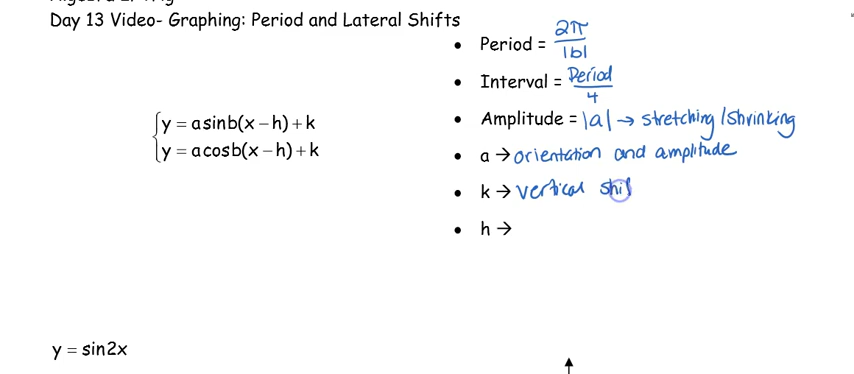 Day 13 Video- Graphing: Period and Lateral Shifts
• Period = 2π/|b|
• Interval = Period/4
• Amplitude = |a| → stretching/shrinking
y = asinb(x – h) + k
y = acosb(x – h) + k
• a → orientation and amplitude
• k → vertical shif
• h →
y = sin2x